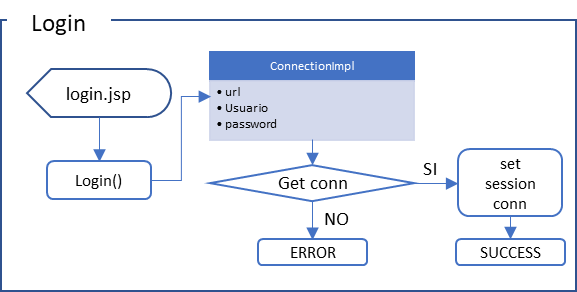 Login
login.jsp
Login()
ConnectionImpl
• url
• Usuario
• password
Get conn
SI
NO
set
session
conn
ERROR
SUCCESS